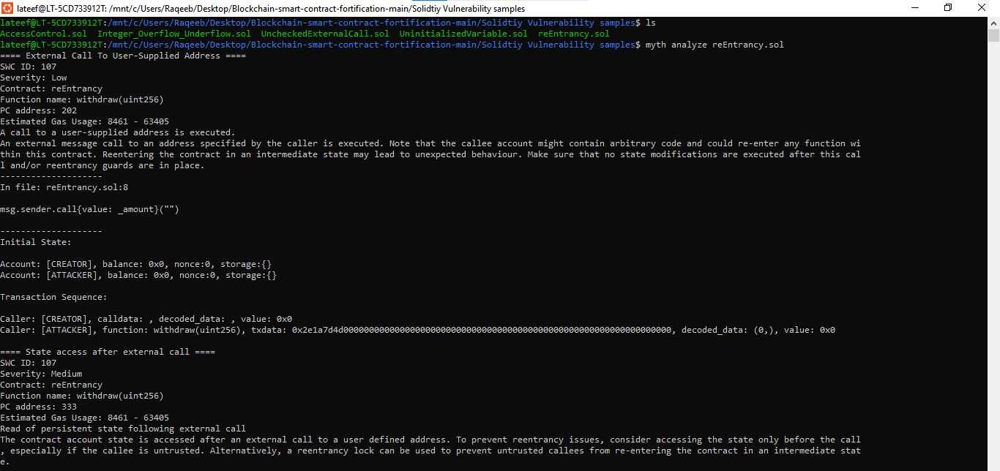 lateef@LT-5CD733912T: /mnt/c/Users/Raqeeb/Desktop/Blockchain-smart-contract-fortification-main/Solidtiy Vulnerability samples
lateef@LT-5CD733912T:/mnt/c/Users/Raqeeb/Desktop/Blockchain-smart-contract-fortification-main/Solidtiy Vulnerability samples$ ls
AccessControl.sol  Integer_Overflow_Underflow.sol  UncheckedExternalCall.sol  UninitializedVariable.sol  reEntrancy.sol
lateef@LT-5CD733912T:/mnt/c/Users/Raqeeb/Desktop/Blockchain-smart-contract-fortification-main/Solidtiy Vulnerability samples$ myth analyze reEntrancy.sol
==== External Call To User-Supplied Address ====
SWC ID: 107
Severity: Low
Contract: reEntrancy
Function name: withdraw(uint256)
PC address: 202
Estimated Gas Usage: 8461 - 63405
A call to a user-supplied address is executed.
An external message call to an address specified by the caller is executed. Note that the callee account might contain arbitrary code and could re-enter any function wi
thin this contract. Reentering the contract in an intermediate state may lead to unexpected behaviour. Make sure that no state modifications are executed after this cal
l and/or reentrancy guards are in place.
--------------------
In file: reEntrancy.sol:8
msg.sender.call{value: _amount}("")
--------------------
Initial State:
Account: [CREATOR], balance: 0x0, nonce:0, storage:{}
Account: [ATTACKER], balance: 0x0, nonce:0, storage:{}
Transaction Sequence:
Caller: [CREATOR], calldata: , decoded_data: , value: 0x0
Caller: [ATTACKER], function: withdraw(uint256), txdata: 0x2e1a7d4d0000000000000000000000000000000000000000000000000000000000000000, decoded_data: (0,), value: 0x0
==== State access after external call ====
SWC ID: 107
Severity: Medium
Contract: reEntrancy
Function name: withdraw(uint256)
PC address: 333
Estimated Gas Usage: 8461 - 63405
Read of persistent state following external call
The contract account state is accessed after an external call to a user defined address. To prevent reentrancy issues, consider accessing the state only before the call
, especially if the callee is untrusted. Alternatively, a reentrancy lock can be used to prevent untrusted callees from re-entering the contract in an intermediate stat
e.